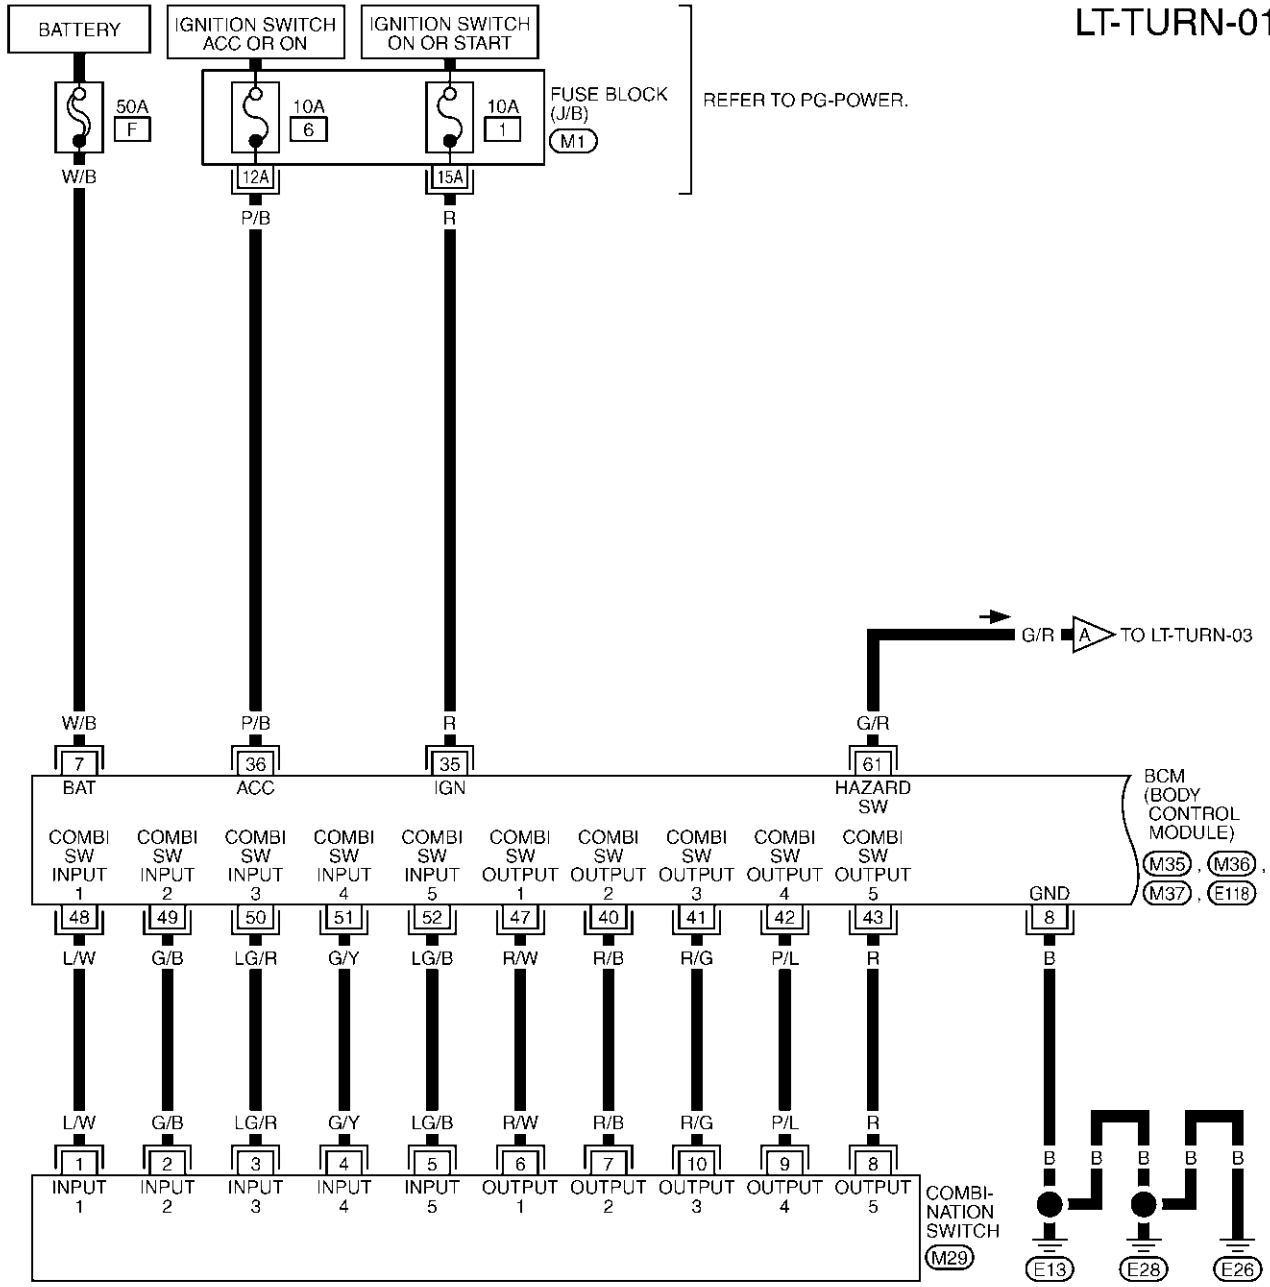 LT-TURN-01
BATTERY
IGNITION SWITCH
ACC OR ON
IGNITION SWITCH
ON OR START
50A
F
10A
6
10A
1
FUSE BLOCK
(J/B)
M1
REFER TO PG-POWER.
W/B
12A
15A
P/B
R
G/R
A
TO LT-TURN-03
W/B
P/B
R
G/R
7
36
35
61
BAT
ACC
IGN
HAZARD
SW
BCM
(BODY
CONTROL
MODULE)
M35 , M36 ,
M37 , E118
COMBI
SW
INPUT
1
COMBI
SW
INPUT
2
COMBI
SW
INPUT
3
COMBI
SW
INPUT
4
COMBI
SW
INPUT
5
COMBI
SW
OUTPUT
1
COMBI
SW
OUTPUT
2
COMBI
SW
OUTPUT
3
COMBI
SW
OUTPUT
4
COMBI
SW
OUTPUT
5
GND
48
49
50
51
52
47
40
41
42
43
8
L/W
G/B
LG/R
G/Y
LG/B
R/W
R/B
R/G
P/L
R
B
L/W
G/B
LG/R
G/Y
LG/B
R/W
R/B
R/G
P/L
R
B
B
B
B
B
1
2
3
4
5
6
7
10
9
8
INPUT
1
INPUT
2
INPUT
3
INPUT
4
INPUT
5
OUTPUT
1
OUTPUT
2
OUTPUT
3
OUTPUT
4
OUTPUT
5
COMBI-
NATION
SWITCH
M29
E13
E28
E26